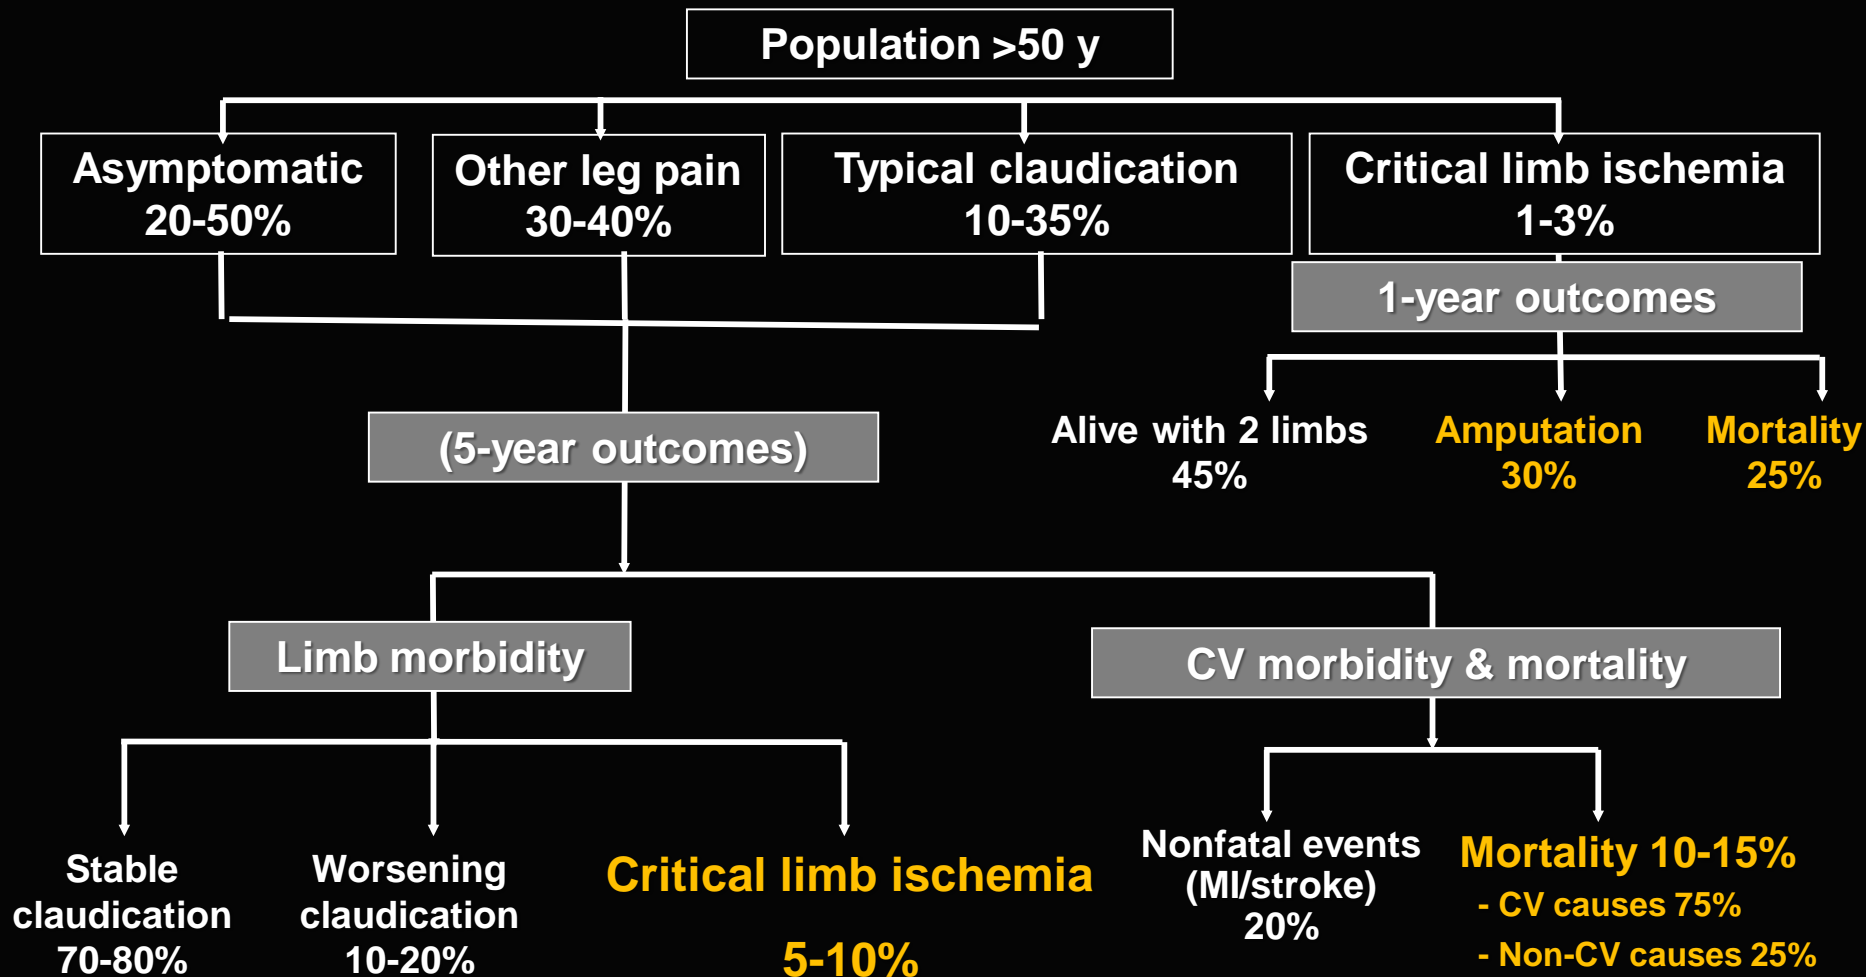 Population >50 y
Asymptomatic
20-50%
Other leg pain
30-40%
Typical claudication
10-35%
Critical limb ischemia
1-3%
1-year outcomes
Alive with 2 limbs
45%
Amputation
30%
Mortality
25%
(5-year outcomes)
Limb morbidity
CV morbidity & mortality
Stable
claudication
70-80%
Worsening
claudication
10-20%
Critical limb ischemia
5-10%
Nonfatal events
(MI/stroke)
20%
Mortality 10-15%
- CV causes 75%
- Non-CV causes 25%